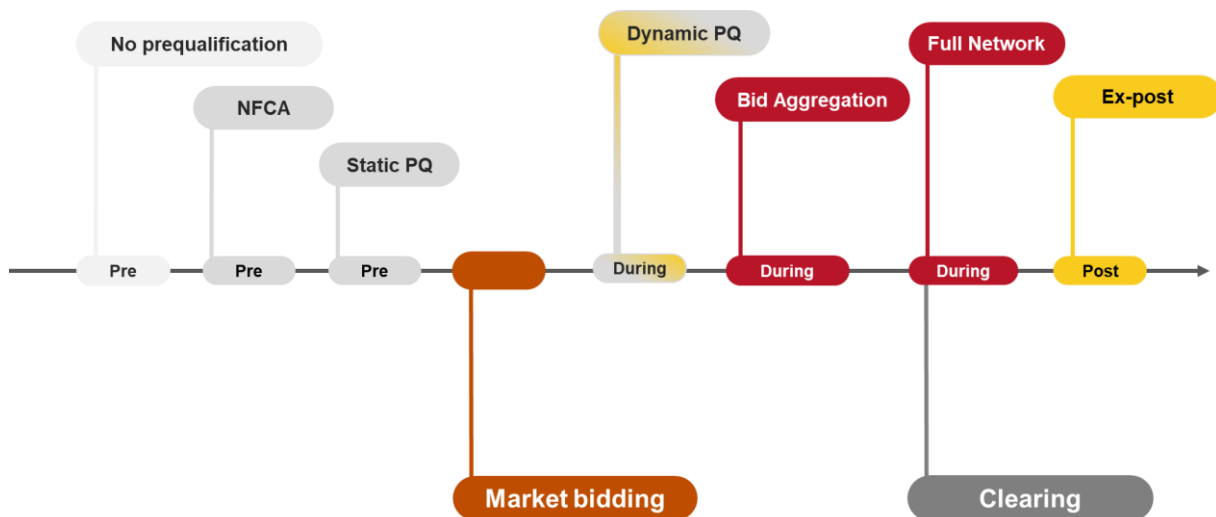 No prequalification
NFCA
Static PQ
Dynamic PQ
Bid Aggregation
Full Network
Ex-post
Pre
Pre
Pre
During
During
During
Post
Market bidding
Clearing